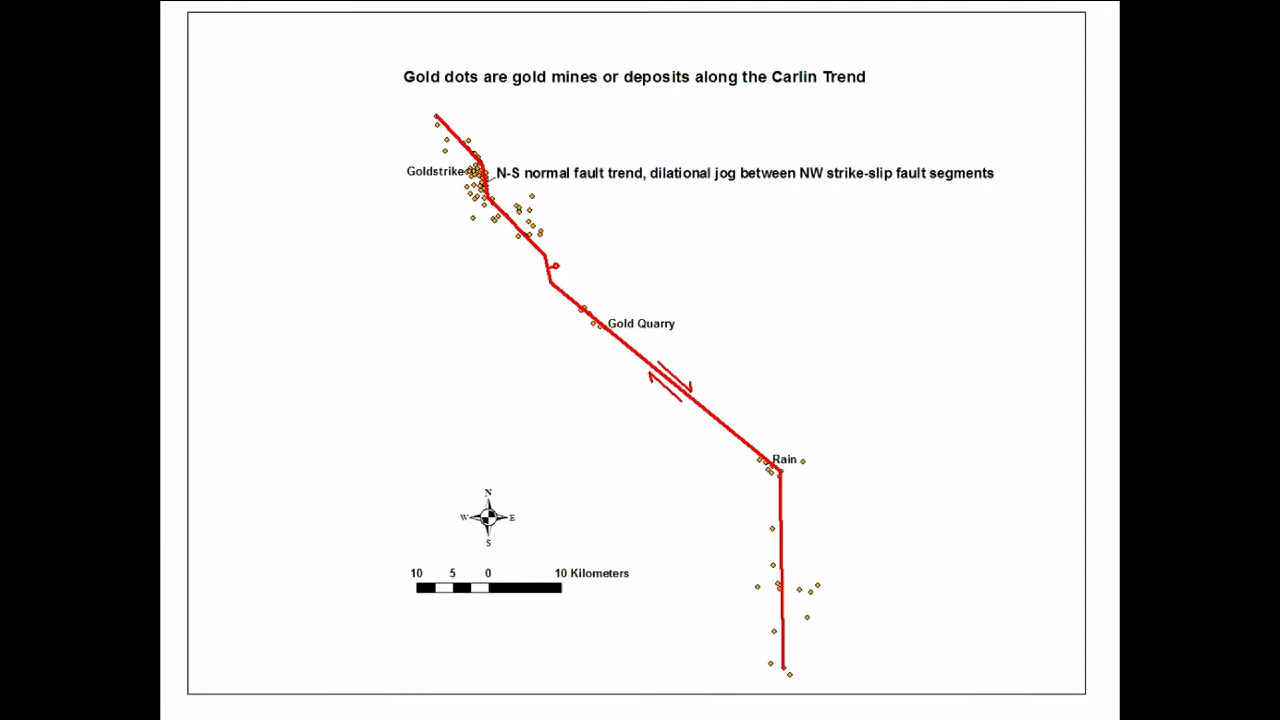 Gold dots are gold mines or deposits along the Carlin Trend
Goldstrike
N-S normal fault trend, dilational jog between NW strike-slip fault segments
Gold Quarry
Rain
N
W E
S
10 5 0 10 Kilometers